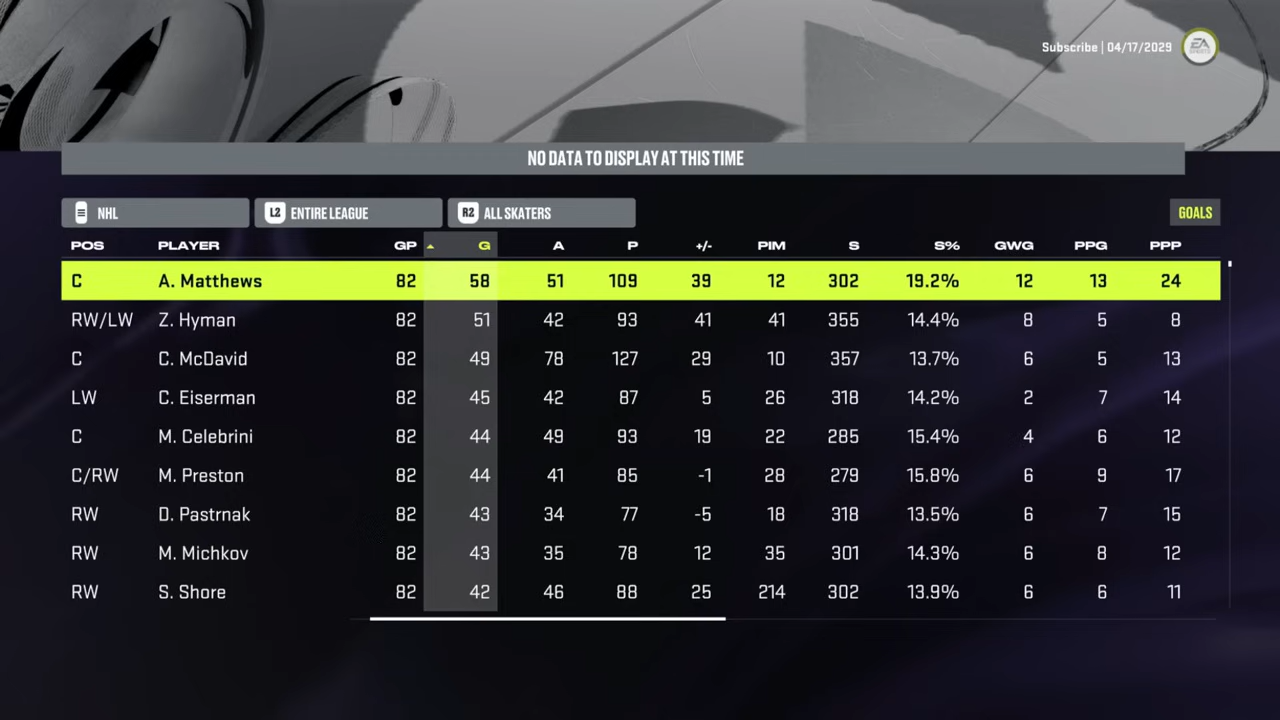 Subscribe | 04/17/2029
EA
SPORTS
NO DATA TO DISPLAY AT THIS TIME
NHL L2 ENTIRE LEAGUE R2 ALL SKATERS GOALS
POS PLAYER GP G A P +/- PIM S S% GWG PPG PPP
C A. Matthews 82 58 51 109 39 12 302 19.2% 12 13 24
RW/LW Z. Hyman 82 51 42 93 41 41 355 14.4% 8 5 8
C C. McDavid 82 49 78 127 29 10 357 13.7% 6 5 13
LW C. Eiserman 82 45 42 87 5 26 318 14.2% 2 7 14
C M. Celebrini 82 44 49 93 19 22 285 15.4% 4 6 12
C/RW M. Preston 82 44 41 85 -1 28 279 15.8% 6 9 17
RW D. Pastrnak 82 43 34 77 -5 18 318 13.5% 6 7 15
RW M. Michkov 82 43 35 78 12 35 301 14.3% 6 8 12
RW S. Shore 82 42 46 88 25 214 302 13.9% 6 6 11